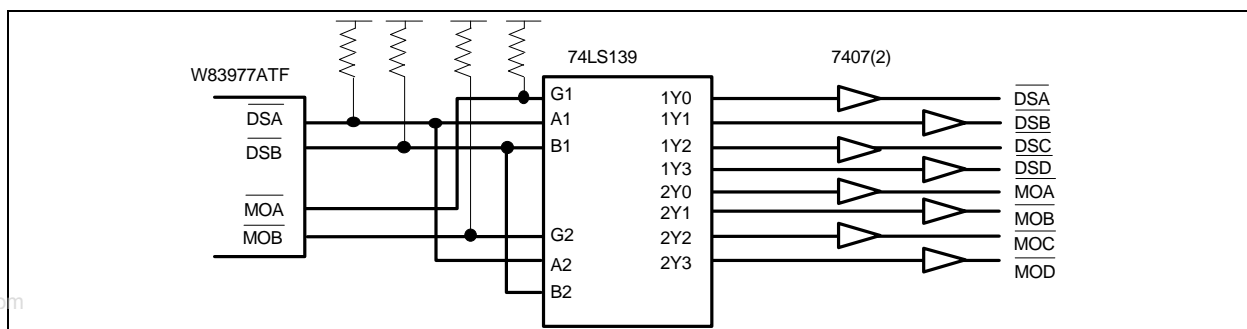 74LS139
7407(2)
W83977ATF
DSA
DSB
MOA
MOB
G1
A1
B1
G2
A2
B2
1Y0
1Y1
1Y2
1Y3
2Y0
2Y1
2Y2
2Y3
DSA
DSB
DSC
DSD
MOA
MOB
MOC
MOD
om